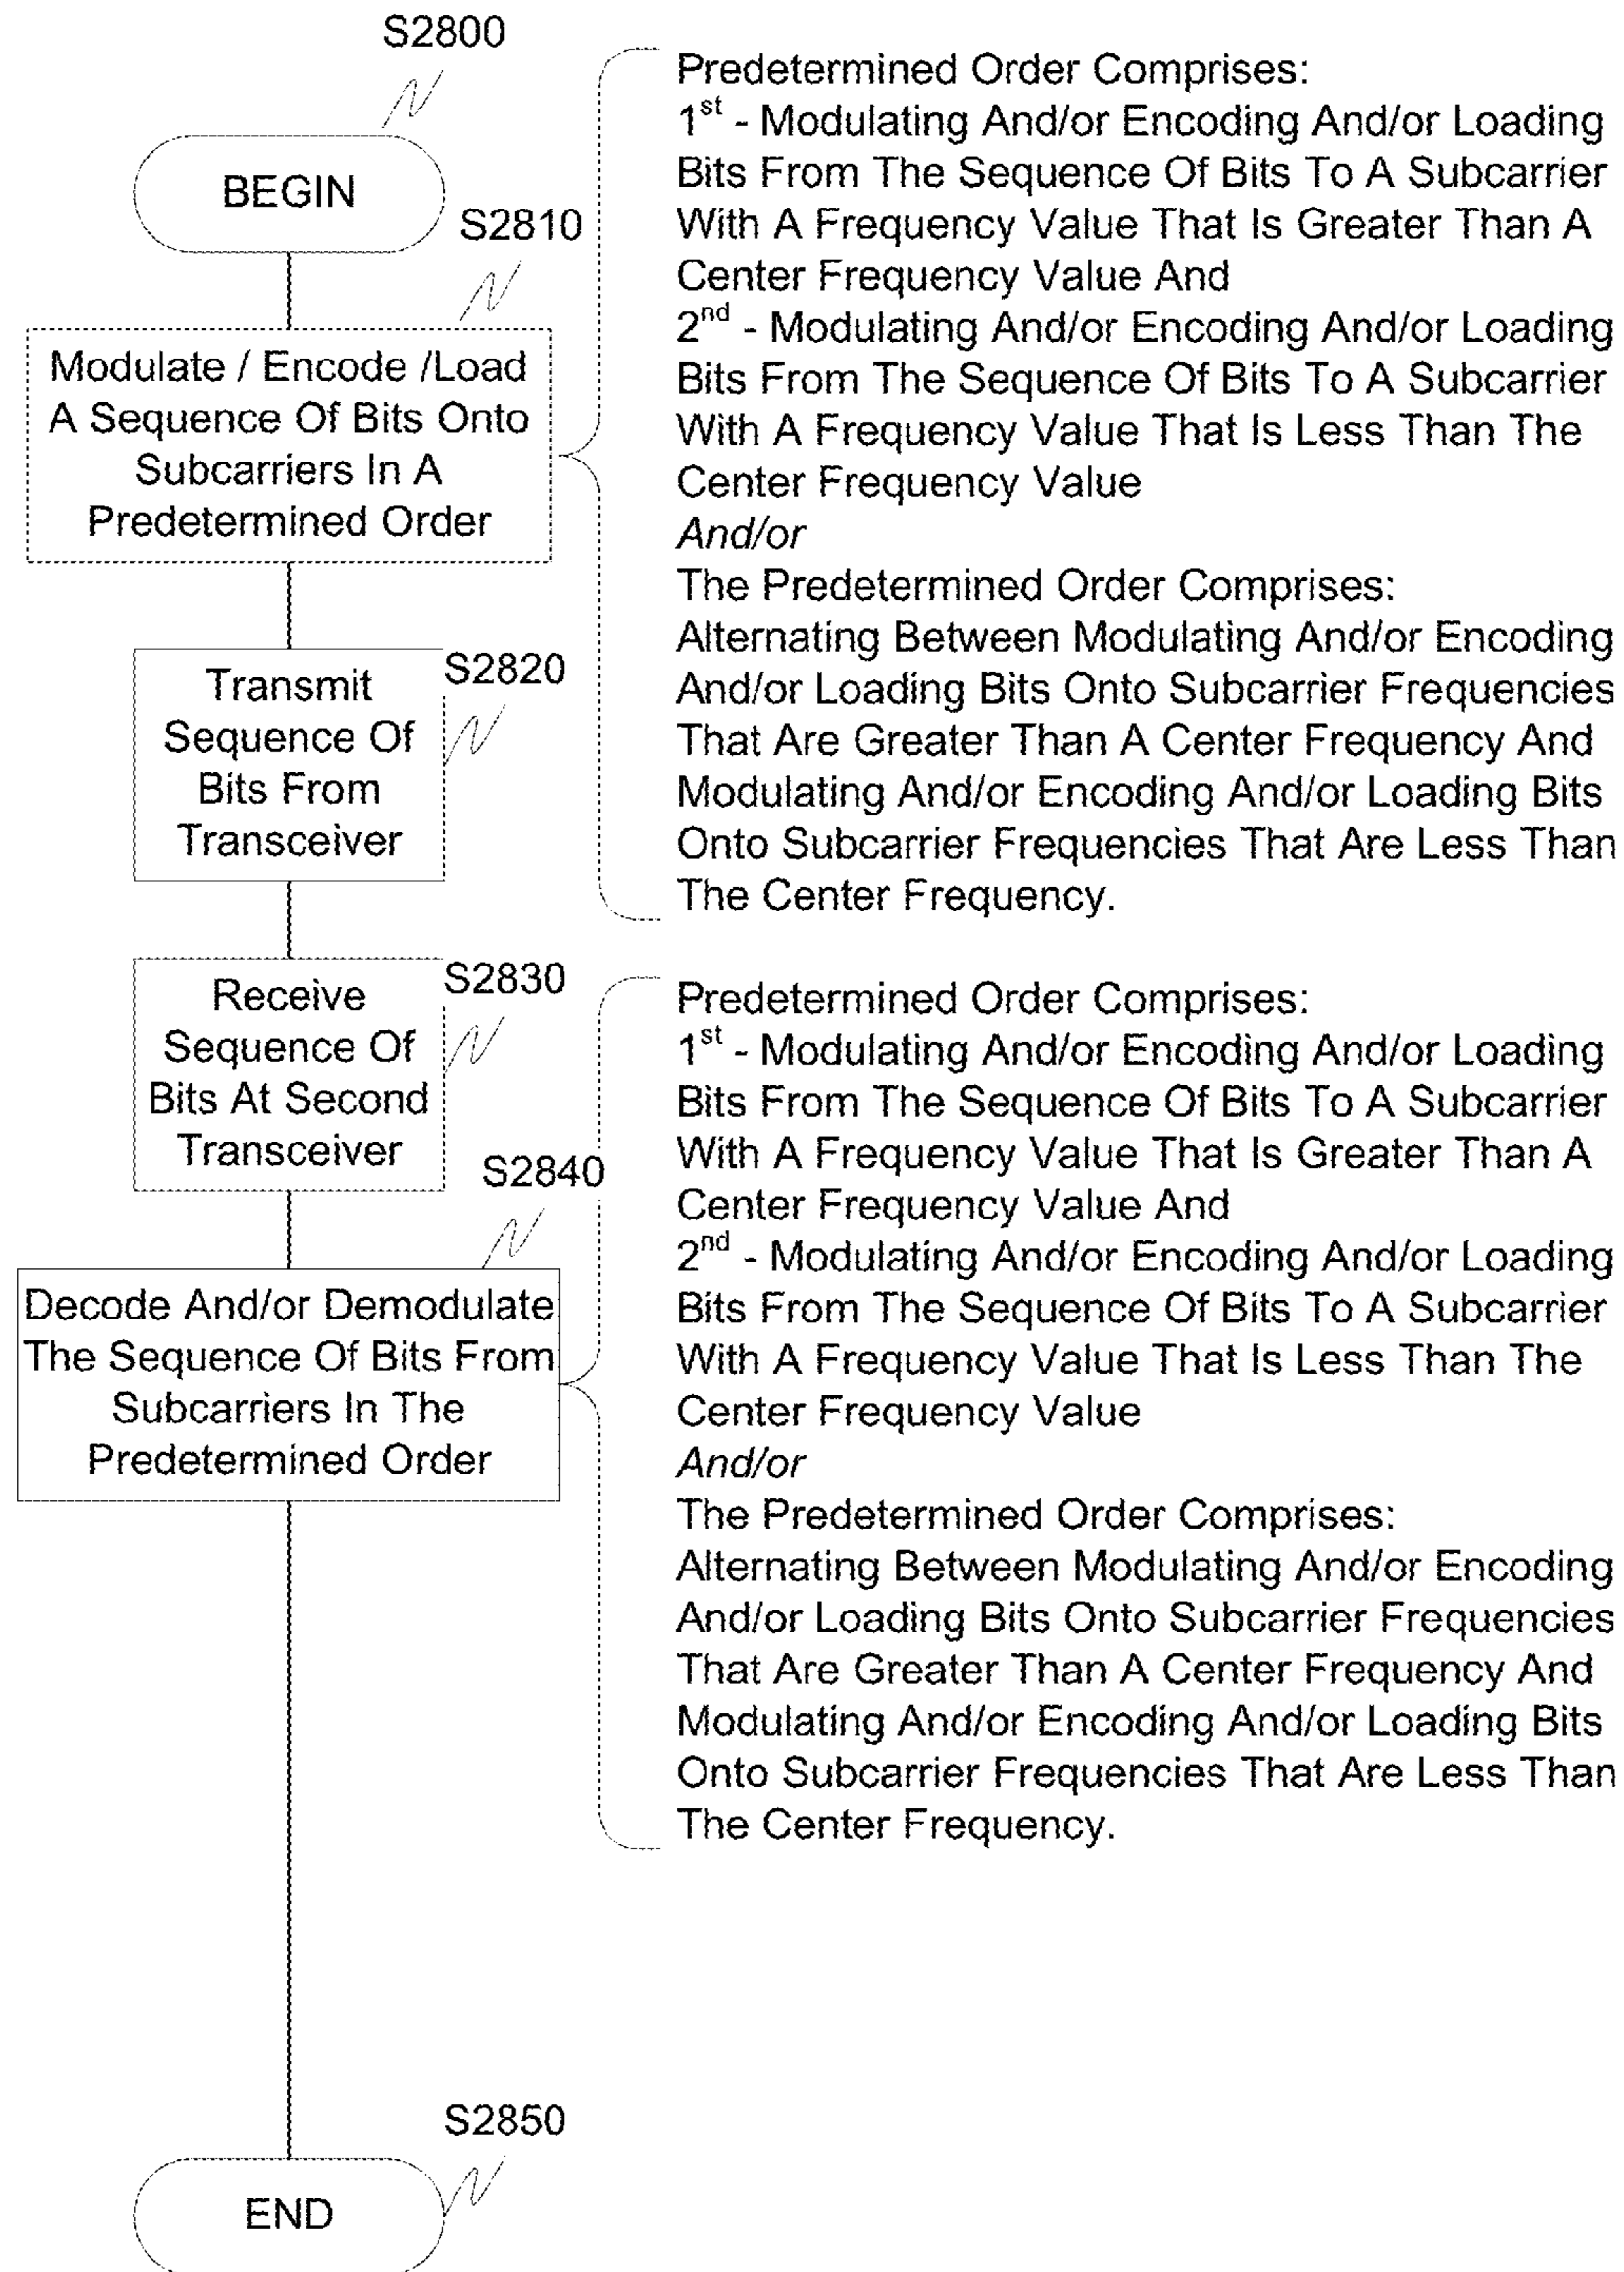 S2800
BEGIN
S2810
Modulate / Encode /Load
A Sequence Of Bits Onto
Subcarriers In A
Predetermined Order
Predetermined Order Comprises:
1st - Modulating And/or Encoding And/or Loading
Bits From The Sequence Of Bits To A Subcarrier
With A Frequency Value That Is Greater Than A
Center Frequency Value And
2nd - Modulating And/or Encoding And/or Loading
Bits From The Sequence Of Bits To A Subcarrier
With A Frequency Value That Is Less Than The
Center Frequency Value
And/or
The Predetermined Order Comprises:
Alternating Between Modulating And/or Encoding
And/or Loading Bits Onto Subcarrier Frequencies
That Are Greater Than A Center Frequency And
Modulating And/or Encoding And/or Loading Bits
Onto Subcarrier Frequencies That Are Less Than
The Center Frequency.
S2820
Transmit
Sequence Of
Bits From
Transceiver
S2830
Receive
Sequence Of
Bits At Second
Transceiver
S2840
Decode And/or Demodulate
The Sequence Of Bits From
Subcarriers In The
Predetermined Order
Predetermined Order Comprises:
1st - Modulating And/or Encoding And/or Loading
Bits From The Sequence Of Bits To A Subcarrier
With A Frequency Value That Is Greater Than A
Center Frequency Value And
2nd - Modulating And/or Encoding And/or Loading
Bits From The Sequence Of Bits To A Subcarrier
With A Frequency Value That Is Less Than The
Center Frequency Value
And/or
The Predetermined Order Comprises:
Alternating Between Modulating And/or Encoding
And/or Loading Bits Onto Subcarrier Frequencies
That Are Greater Than A Center Frequency And
Modulating And/or Encoding And/or Loading Bits
Onto Subcarrier Frequencies That Are Less Than
The Center Frequency.
S2850
END